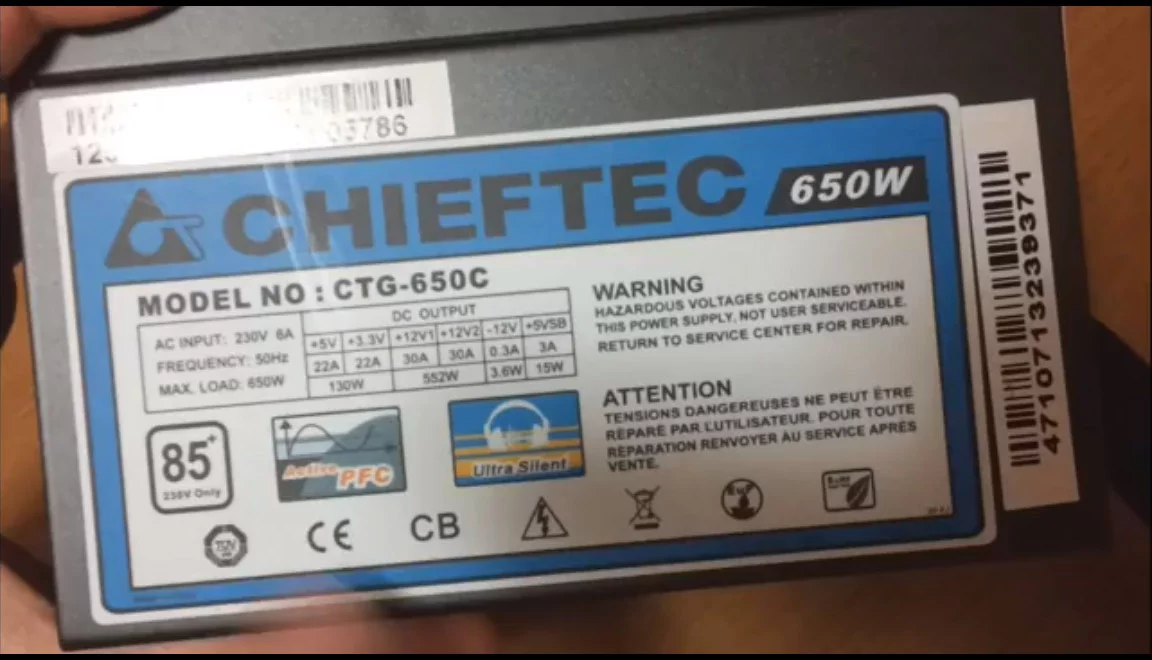 03786
CHIEFTEC 650W
MODEL NO : CTG-650C
DC OUTPUT
AC INPUT: 230V 6A
FREQUENCY: 50Hz
MAX. LOAD: 650W
+5V +3.3V +12V1 +12V2 -12V +5VSB
22A 22A 30A 30A 0.3A 3A
130W 552W 3.6W 15W
WARNING
HAZARDOUS VOLTAGES CONTAINED WITHIN
THIS POWER SUPPLY, NOT USER SERVICEABLE.
RETURN TO SERVICE CENTER FOR REPAIR.
ATTENTION
TENSIONS DANGEREUSES NE PEUT ÊTRE
RÉPARÉ PAR L'UTILISATEUR. POUR TOUTE
RÉPARATION RENVOYER AU SERVICE APRÉS
VENTE.
85+
230V Only
Active PFC
Ultra Silent
TÜV
CE
CB
4710713239371